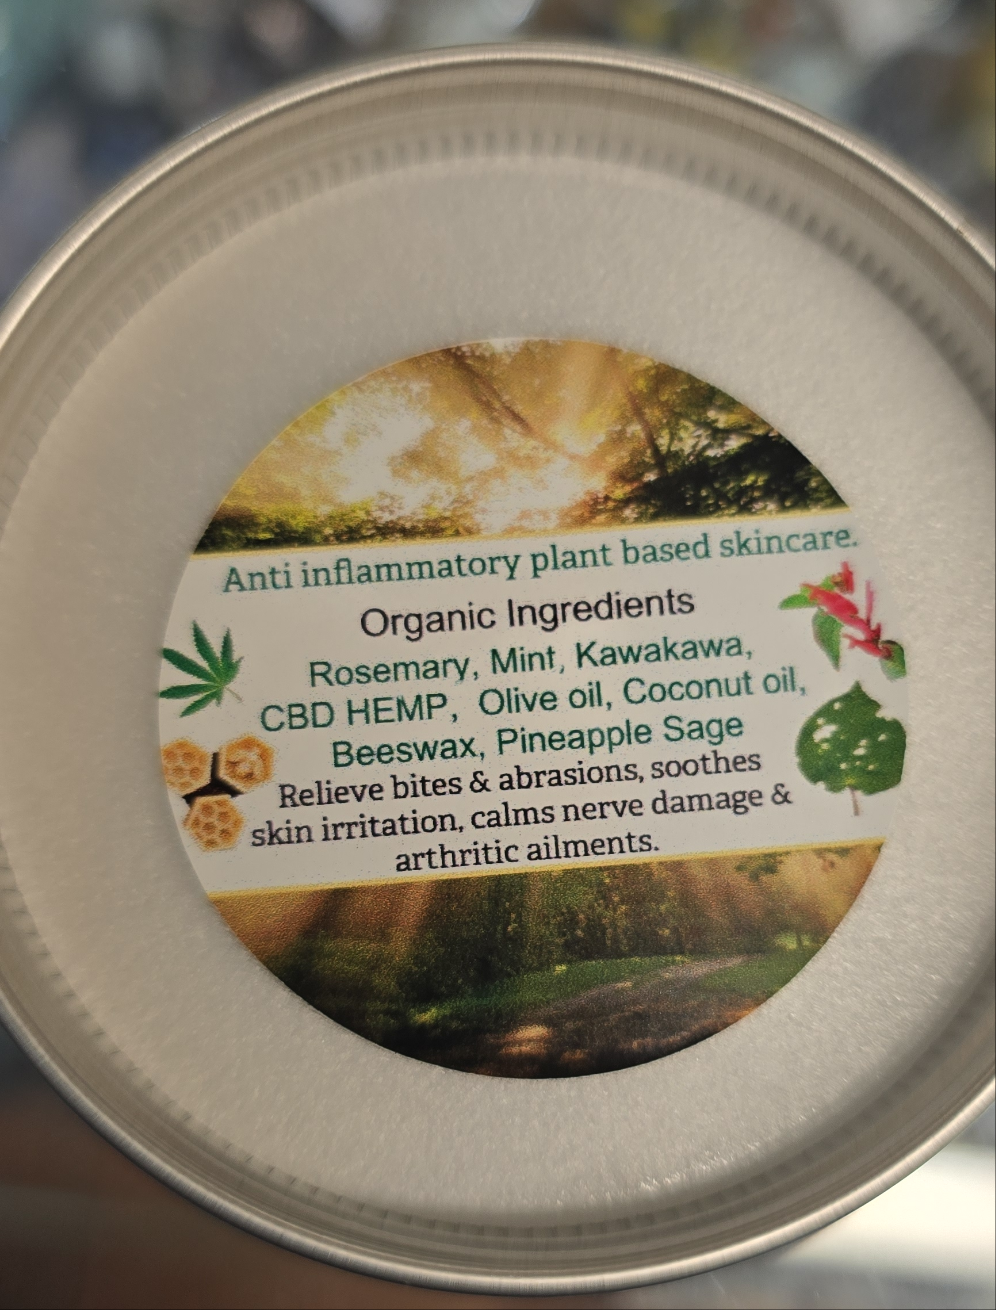 Anti inflammatory plant based skincare.
Organic Ingredients
Rosemary, Mint, Kawakawa,
CBD HEMP, Olive oil, Coconut oil,
Beeswax, Pineapple Sage
Relieve bites & abrasions, soothes
skin irritation, calms nerve damage &
arthritic ailments.